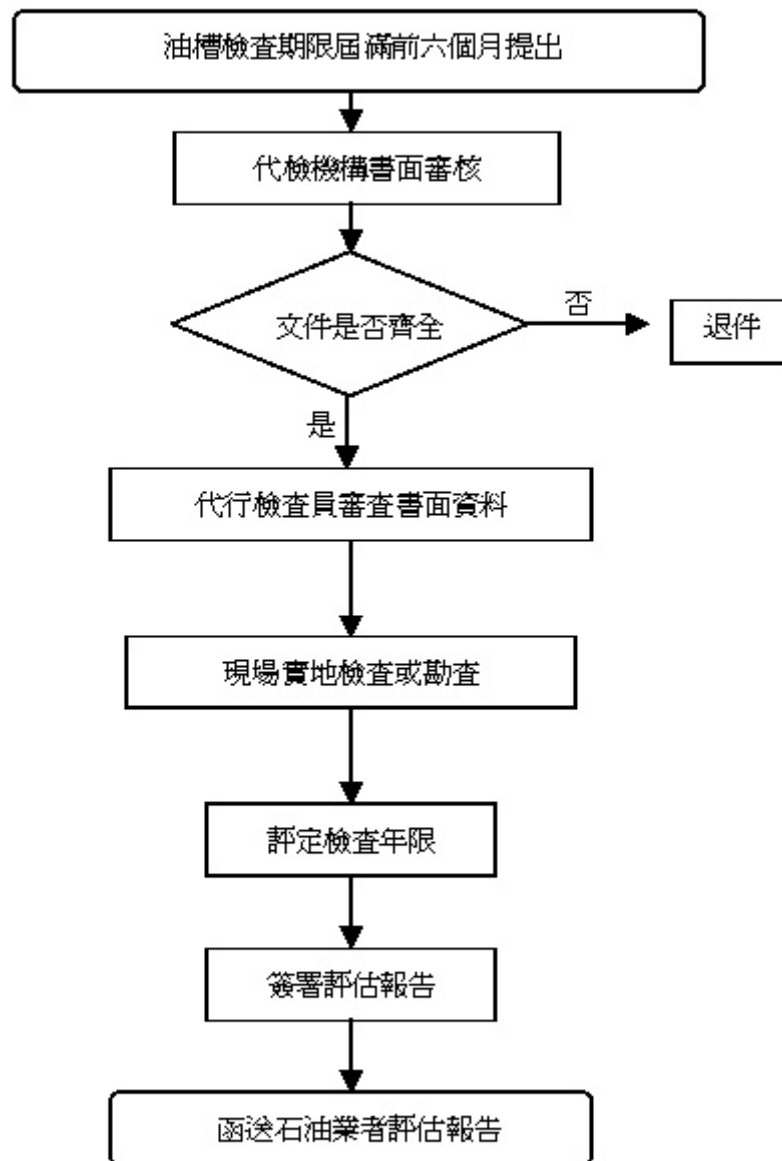 油槽檢查期限屆滿前六個月提出
代檢機構書面審核
文件是否齊全
否
退件
是
代行檢查員審查書面資料
現場實地檢查或勘查
評定檢查年限
簽署評估報告
函送石油業者評估報告